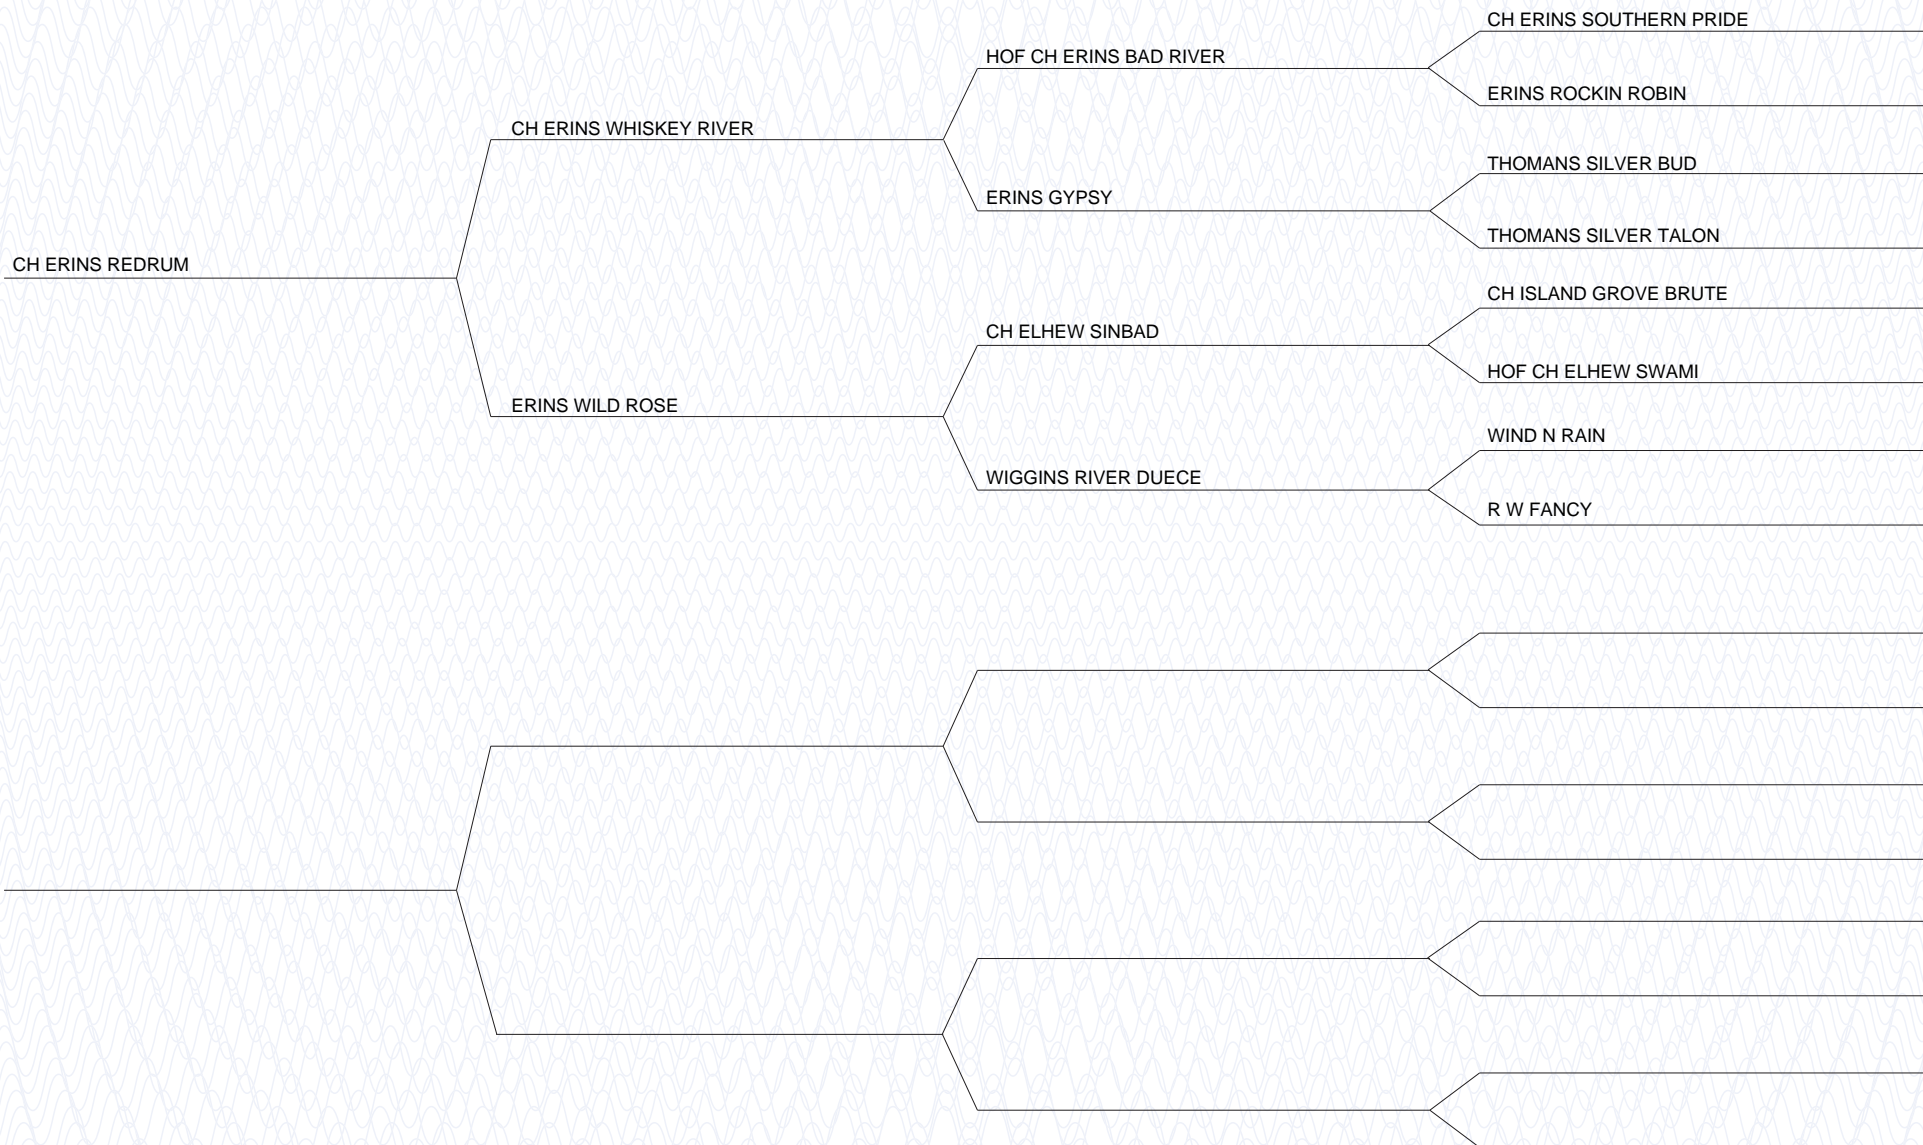 CH ERINS SOUTHERN PRIDE
HOF CH ERINS BAD RIVER
ERINS ROCKIN ROBIN
CH ERINS WHISKEY RIVER
THOMANS SILVER BUD
ERINS GYPSY
THOMANS SILVER TALON
CH ERINS REDRUM
CH ISLAND GROVE BRUTE
CH ELHEW SINBAD
HOF CH ELHEW SWAMI
ERINS WILD ROSE
WIND N RAIN
WIGGINS RIVER DUECE
R W FANCY